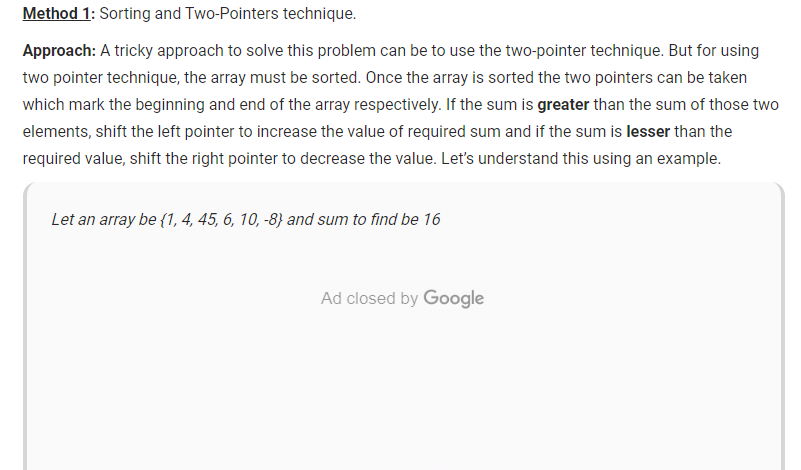 Method 1: Sorting and Two-Pointers technique.
Approach: A tricky approach to solve this problem can be to use the two-pointer technique. But for using
two pointer technique, the array must be sorted. Once the array is sorted the two pointers can be taken
which mark the beginning and end of the array respectively. If the sum is greater than the sum of those two
elements, shift the left pointer to increase the value of required sum and if the sum is lesser than the
required value, shift the right pointer to decrease the value. Let’s understand this using an example.
Let an array be {1, 4, 45, 6, 10, -8} and sum to find be 16
Ad closed by Google